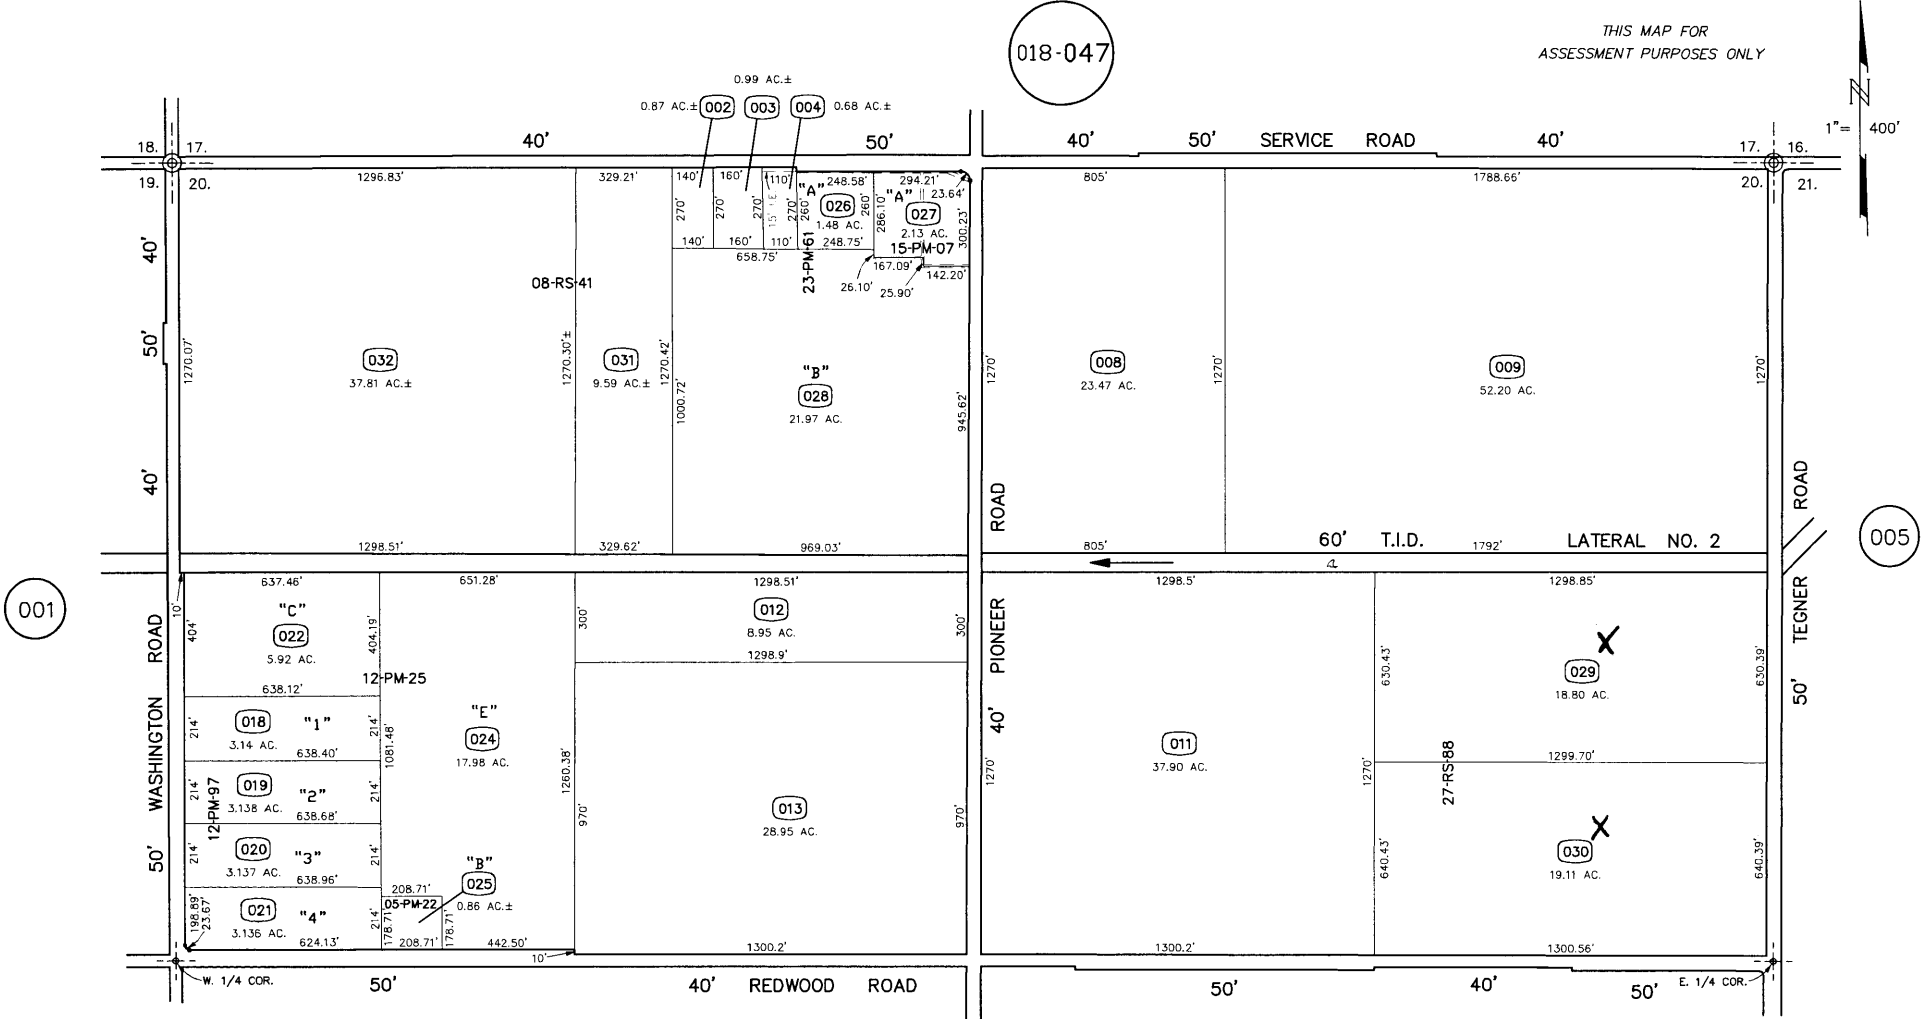 018-047
THIS MAP FOR
ASSESSMENT PURPOSES ONLY
N
1"= 400'
0.99 AC.±
0.87 AC.± 002 003 004 0.68 AC.±
18. 17. 40' 50' 40' 50' SERVICE ROAD 40' 17. 16.
19. 20. 1296.83' 329.21' 140' 160' 110' 248.58' 294.21' 805' 1788.66' 20. 21.
"A" "A" 23.64'
270' 270' 270' 270' 260' 026 260' 286.10' 027 300.23'
1.48 AC. 2.13 AC.
140' 160' 110' 248.75' 15-PM-07
658.75' 23-PM-61 167.09' 142.20'
26.10' 25.90'
40' 08-RS-41
50'
1270.07' 032 1270.30'± 031 1270.42' 1270' 008 1270' 009 1270'
37.81 AC.± 9.59 AC.± 23.47 AC. 52.20 AC.
"B"
1000.72' 028 945.62'
21.97 AC.
40' ROAD ROAD
1298.51' 329.62' 969.03' 805' 60' T.I.D. 1792' LATERAL NO. 2
005
637.46' 651.28' 1298.51' 1298.5' 1298.85'
001 10'
"C" 012
404' 022 404.19' 300' 8.95 AC. 300'
5.92 AC. 1298.9'
WASHINGTON ROAD PIONEER TEGNER
638.12' 12-PM-25 630.43' X 630.39'
029
18.80 AC.
50'
214' 018 "1" 214' "E" 40'
3.14 AC. 638.40' 1081.48' 024 011
17.98 AC. 37.90 AC. 1299.70'
12-PM-97 27-RS-88
214' 019 "2" 214' 1260.38' 1270' 1270'
3.138 AC. 638.68' 970' 013 970'
28.95 AC. X
50' 214' 020 "3" 214' 640.43' 030 640.39'
3.137 AC. 638.96' "B" 19.11 AC.
208.71' 025
05-PM-22 0.86 AC.±
198.89' 23.67' 021 "4" 214' 178.71' 178.71'
3.136 AC. 624.13' 208.71' 442.50' 1300.2' 1300.2' 1300.56'
10'
W. 1/4 COR. 50' 40' REDWOOD ROAD 50' 40' 50' E. 1/4 COR.